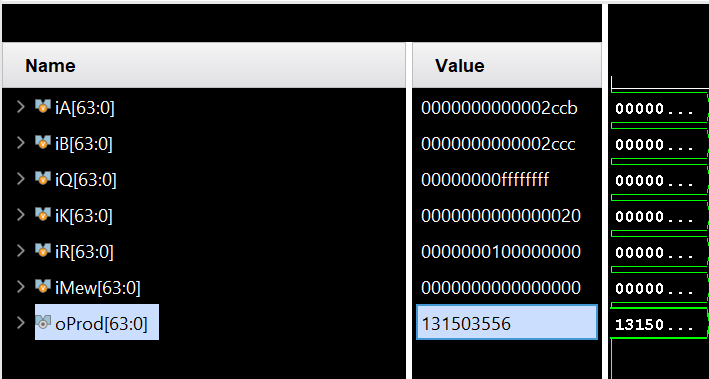 Name Value
iA[63:0] 0000000000002ccb 00000...
iB[63:0] 0000000000002ccc 00000...
iQ[63:0] 00000000ffffffff 00000...
iK[63:0] 0000000000000020 00000...
iR[63:0] 0000000100000000 00000...
iMew[63:0] 0000000000000000 00000...
oProd[63:0] 131503556 13150...